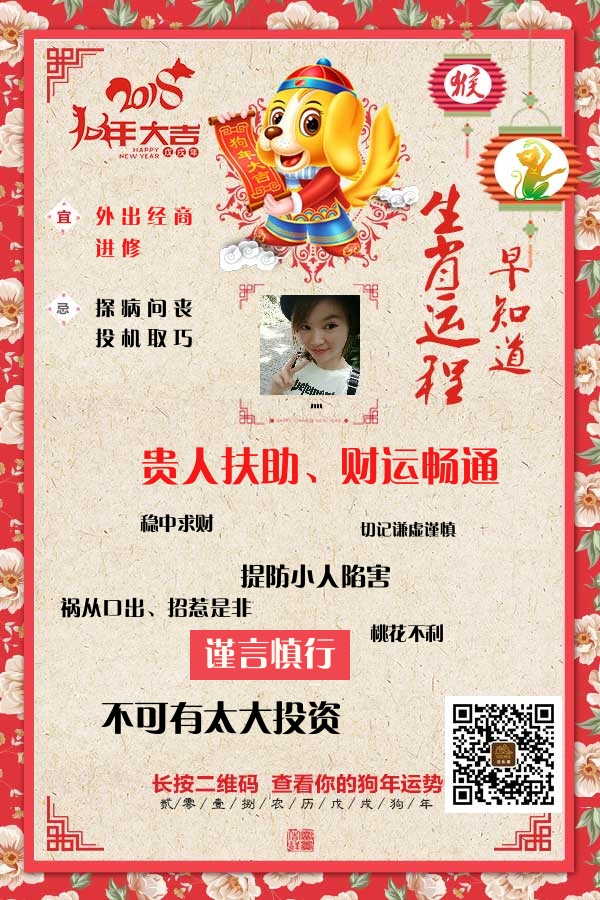 2018
狗年大吉
HAPPY
NEW YEAR 戊戌年
狗年大吉
猴
宜
外出经商
进修
忌
探病问丧
投机取巧
生肖运程
早知道
HAPPY CHINESE NEW YEAR
贵人扶助、财运畅通
稳中求财
切记谦虚谨慎
提防小人陷害
祸从口出、招惹是非
桃花不利
谨言慎行
不可有太大投资
长按二维码 查看你的狗年运势
贰/零/壹/捌/农/历/戊/戌/狗/年